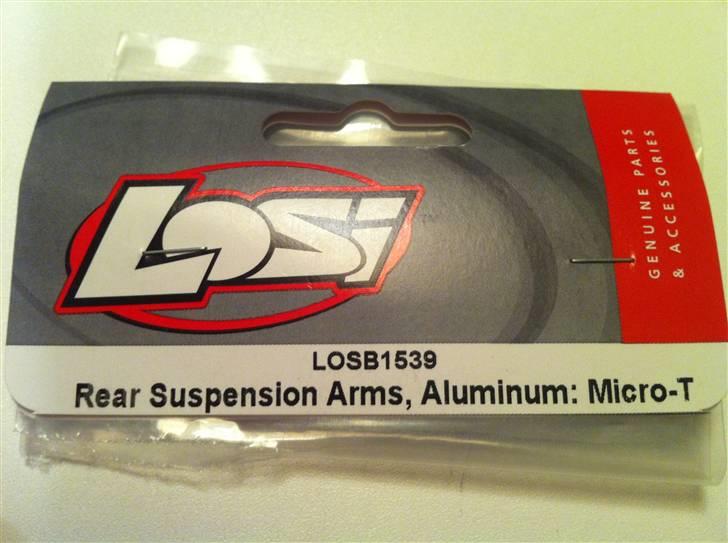 Losi
GENUINE PARTS
& ACCESSORIES
LOSB1539
Rear Suspension Arms, Aluminum: Micro-T